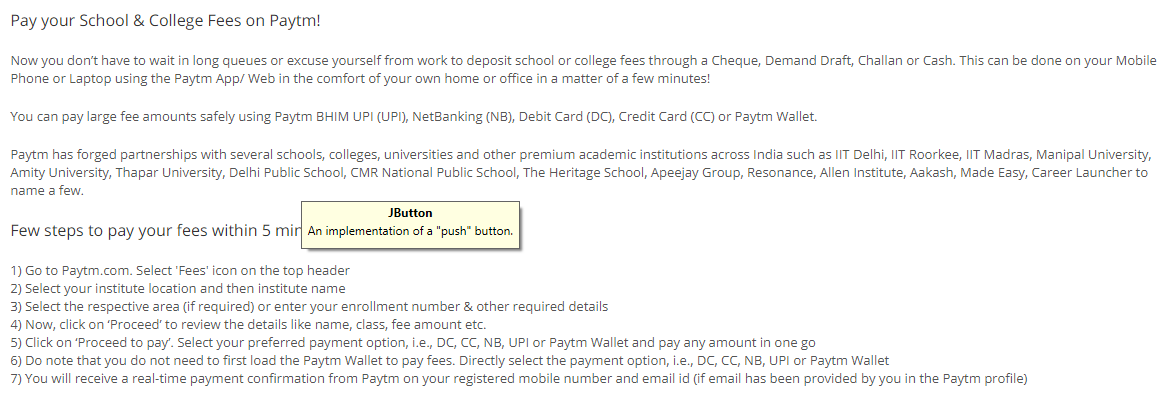 Pay your School & College Fees on Paytm!
Now you don’t have to wait in long queues or excuse yourself from work to deposit school or college fees through a Cheque, Demand Draft, Challan or Cash. This can be done on your Mobile
Phone or Laptop using the Paytm App/ Web in the comfort of your own home or office in a matter of a few minutes!
You can pay large fee amounts safely using Paytm BHIM UPI (UPI), NetBanking (NB), Debit Card (DC), Credit Card (CC) or Paytm Wallet.
Paytm has forged partnerships with several schools, colleges, universities and other premium academic institutions across India such as IIT Delhi, IIT Roorkee, IIT Madras, Manipal University,
Amity University, Thapar University, Delhi Public School, CMR National Public School, The Heritage School, Apeejay Group, Resonance, Allen Institute, Aakash, Made Easy, Career Launcher to
name a few.
JButton
An implementation of a "push" button.
Few steps to pay your fees within 5 min
1) Go to Paytm.com. Select 'Fees' icon on the top header
2) Select your institute location and then institute name
3) Select the respective area (if required) or enter your enrollment number & other required details
4) Now, click on ‘Proceed’ to review the details like name, class, fee amount etc.
5) Click on ‘Proceed to pay’. Select your preferred payment option, i.e., DC, CC, NB, UPI or Paytm Wallet and pay any amount in one go
6) Do note that you do not need to first load the Paytm Wallet to pay fees. Directly select the payment option, i.e., DC, CC, NB, UPI or Paytm Wallet
7) You will receive a real-time payment confirmation from Paytm on your registered mobile number and email id (if email has been provided by you in the Paytm profile)